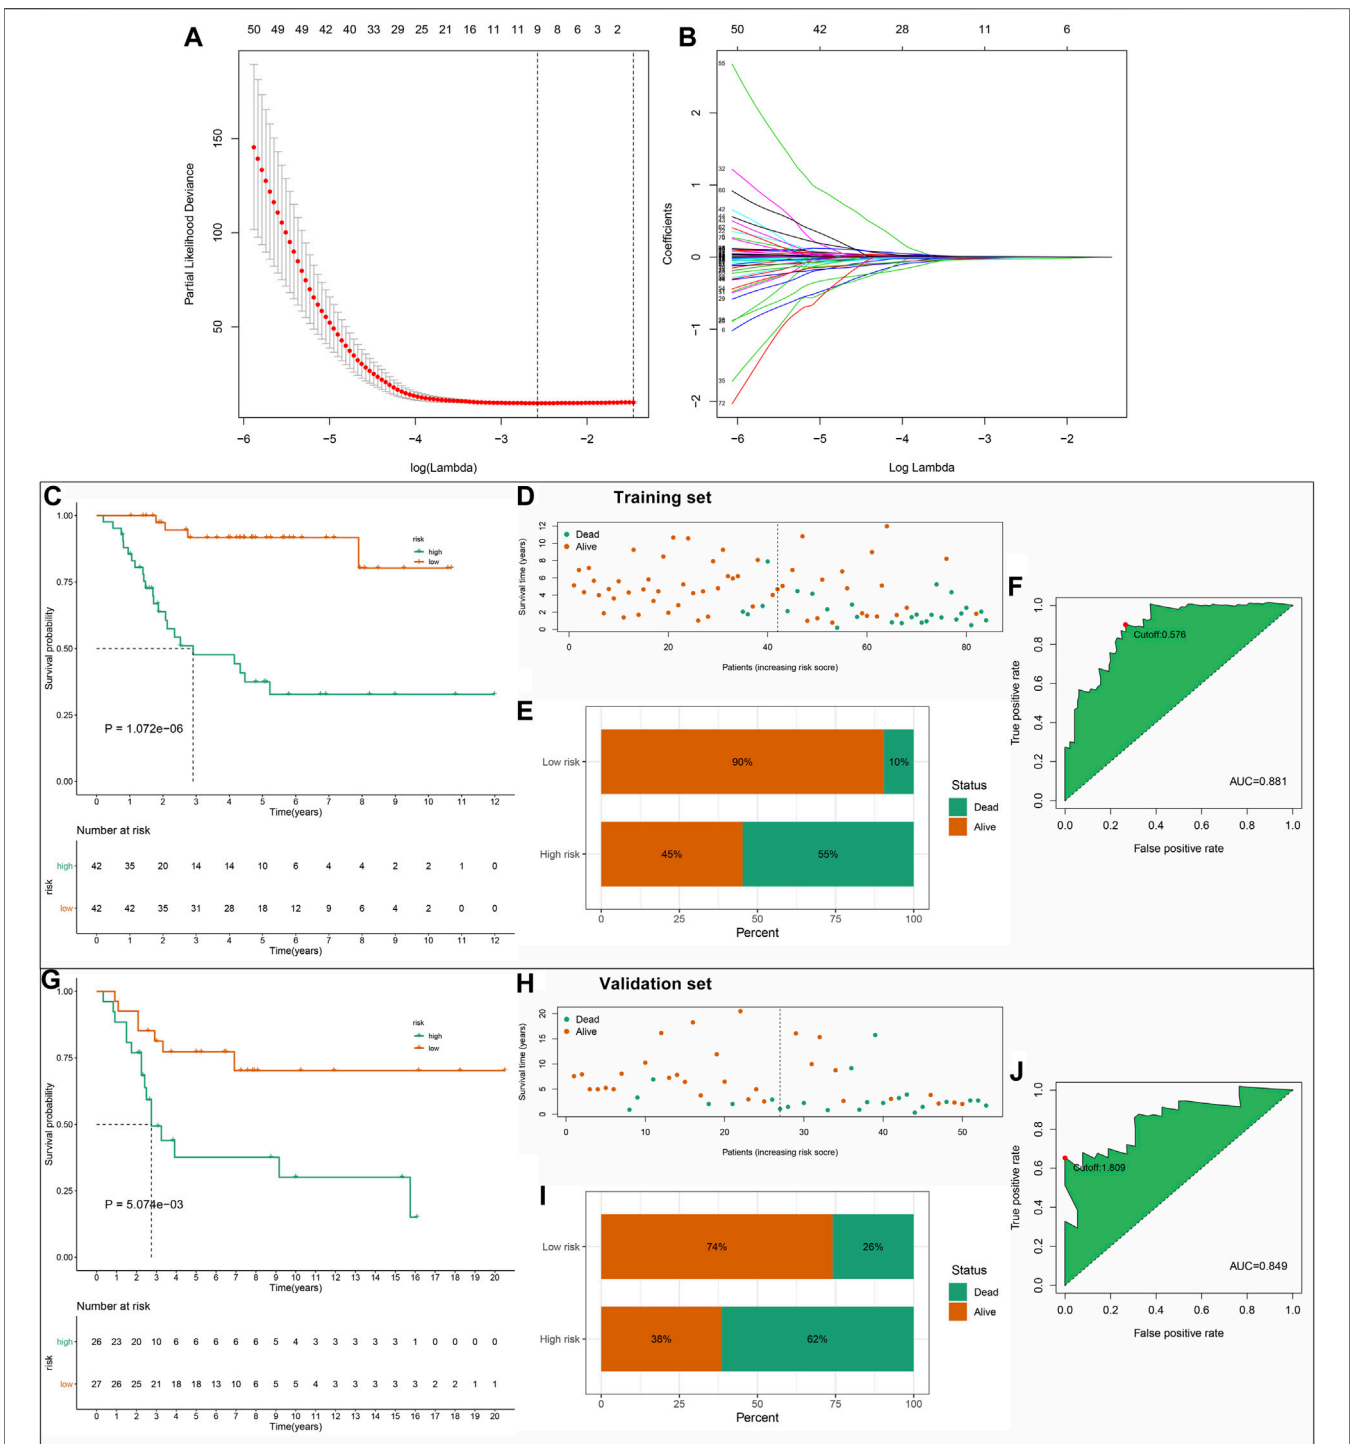 A
50 49 49 42 40 33 29 25 21 16 11 11 9 8 6 3 2
150
100
50
Partial Likelihood Deviance
−6 −5 −4 −3 −2
log(Lambda)
B
50 42 28 11 6
55
32
60
42
35
72
29
6
2
1
0
−1
−2
Coefficients
−6 −5 −4 −3 −2
Log Lambda
C
1.00
0.75
0.50
0.25
0.00
Survival probability
risk
high
low
P = 1.072e−06
0 1 2 3 4 5 6 7 8 9 10 11 12
Time(years)
Number at risk
risk
high 42 35 20 14 14 10 6 4 4 2 2 1 0
low 42 42 35 31 28 18 12 9 6 4 2 0 0
0 1 2 3 4 5 6 7 8 9 10 11 12
Time(years)
D
Training set
Dead
Alive
12
10
8
6
4
2
0
Survival time (years)
0 20 40 60 80
Patients (increasing risk socre)
E
Low risk
90% 10%
High risk
45% 55%
0 25 50 75 100
Percent
Status
Dead
Alive
F
1.0
0.8
0.6
0.4
0.2
0.0
True positive rate
Cutoff:0.576
AUC=0.881
0.0 0.2 0.4 0.6 0.8 1.0
False positive rate
G
1.00
0.75
0.50
0.25
0.00
Survival probability
risk
high
low
P = 5.074e−03
0 1 2 3 4 5 6 7 8 9 10 11 12 13 14 15 16 17 18 19 20
Time(years)
Number at risk
risk
high 26 23 20 10 6 6 6 6 6 5 4 3 3 3 3 3 1 0 0 0 0
low 27 26 25 21 18 18 13 10 6 5 5 4 3 3 3 3 3 2 2 1 1
0 1 2 3 4 5 6 7 8 9 10 11 12 13 14 15 16 17 18 19 20
Time(years)
H
Validation set
Dead
Alive
20
15
10
5
0
Survival time (years)
0 10 20 30 40 50
Patients (increasing risk socre)
I
Low risk
74% 26%
High risk
38% 62%
0 25 50 75 100
Percent
Status
Dead
Alive
J
1.0
0.8
0.6
0.4
0.2
0.0
True positive rate
Cutoff:1.809
AUC=0.849
0.0 0.2 0.4 0.6 0.8 1.0
False positive rate